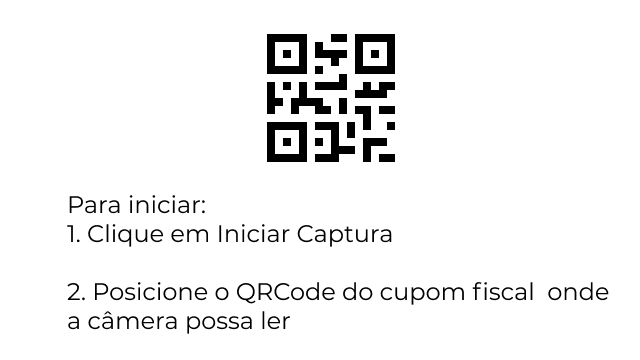 Para iniciar:
1. Clique em Iniciar Captura
2. Posicione o QRCode do cupom fiscal  onde
a câmera possa ler